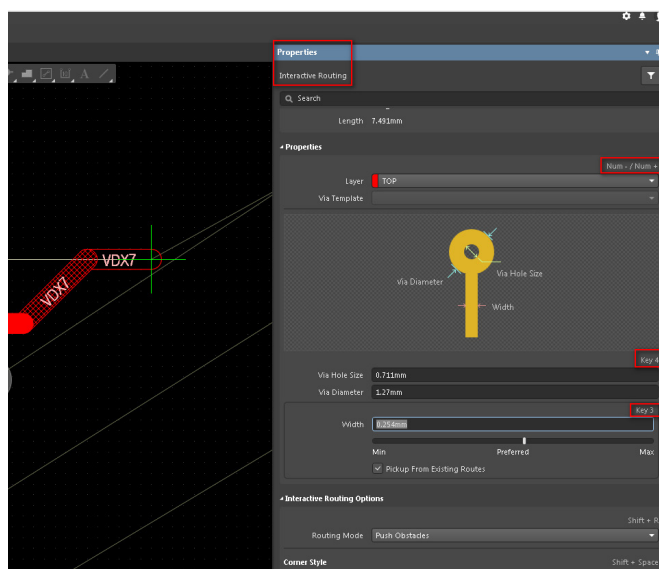 Properties
Interactive Routing
Search
Length 7.491mm
Properties
Num - / Num +
Layer TOP
Via Template
Via Hole Size
Via Diameter
Width
Key 4
Via Hole Size 0.711mm
Via Diameter 1.27mm
Key 3
Width 0.254mm
Min Preferred Max
Pickup From Existing Routes
Interactive Routing Options
Shift + R
Routing Mode Push Obstacles
Corner Style Shift + Space
A
VDX7
VDX7